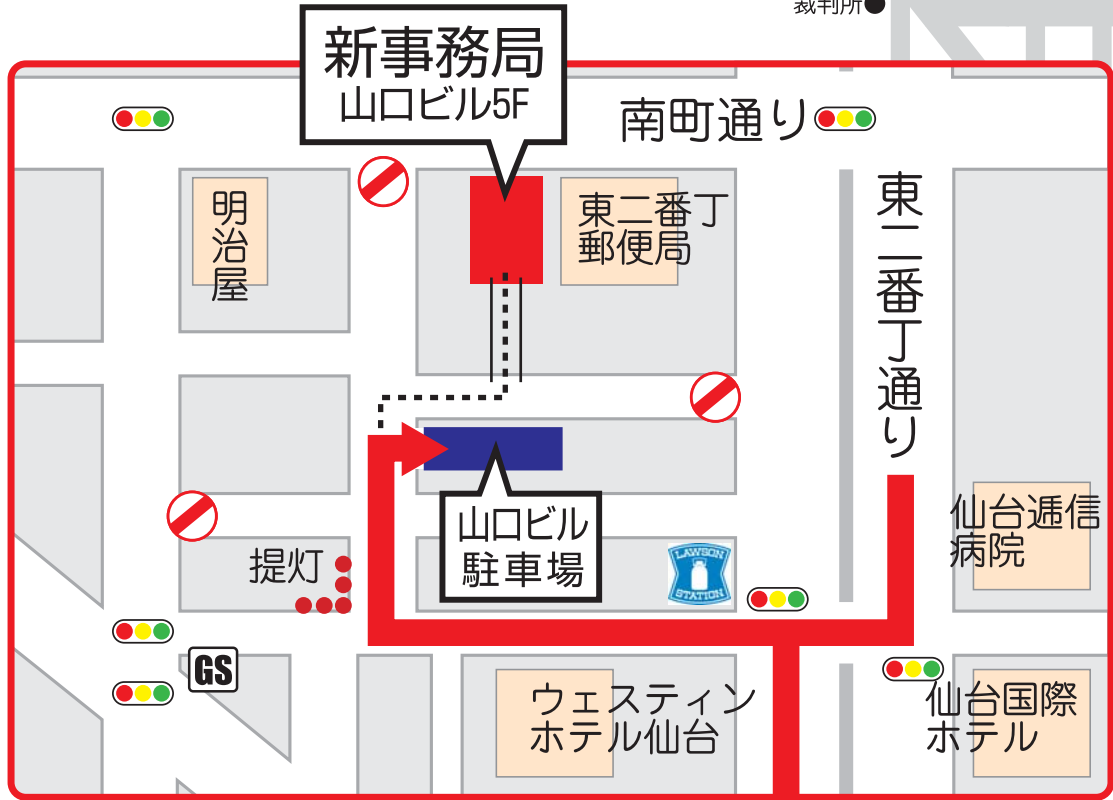 裁判所●
新事務局
山口ビル5F
南町通り
明治屋
東二番丁
郵便局
東二番丁通り
山口ビル
駐車場
仙台逓信
病院
提灯
LAWSON
STATION
GS
ウェスティン
ホテル仙台
仙台国際
ホテル